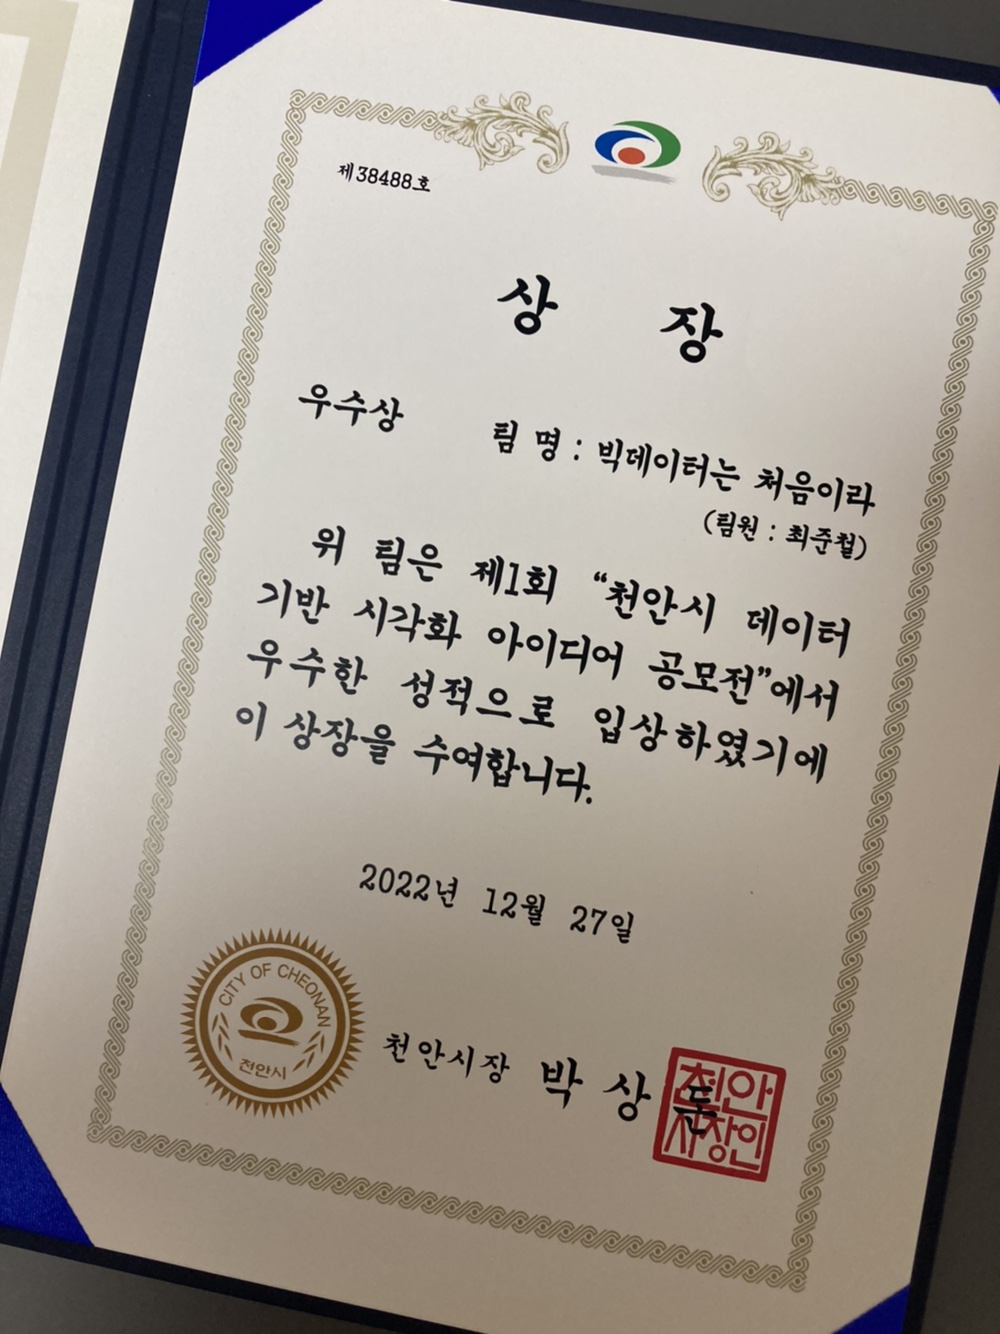 제38488호
상 장
우수상 팀 명 : 빅데이터는 처음이라
(팀원 : 최준철)
위 팀은 제1회 “천안시 데이터
기반 시각화 아이디어 공모전”에서
우수한 성적으로 입상하였기에
이 상장을 수여합니다.
2022년 12월 27일
CITY OF CHEONAN
천안시
천안시장 박 상 돈
천안
시장인